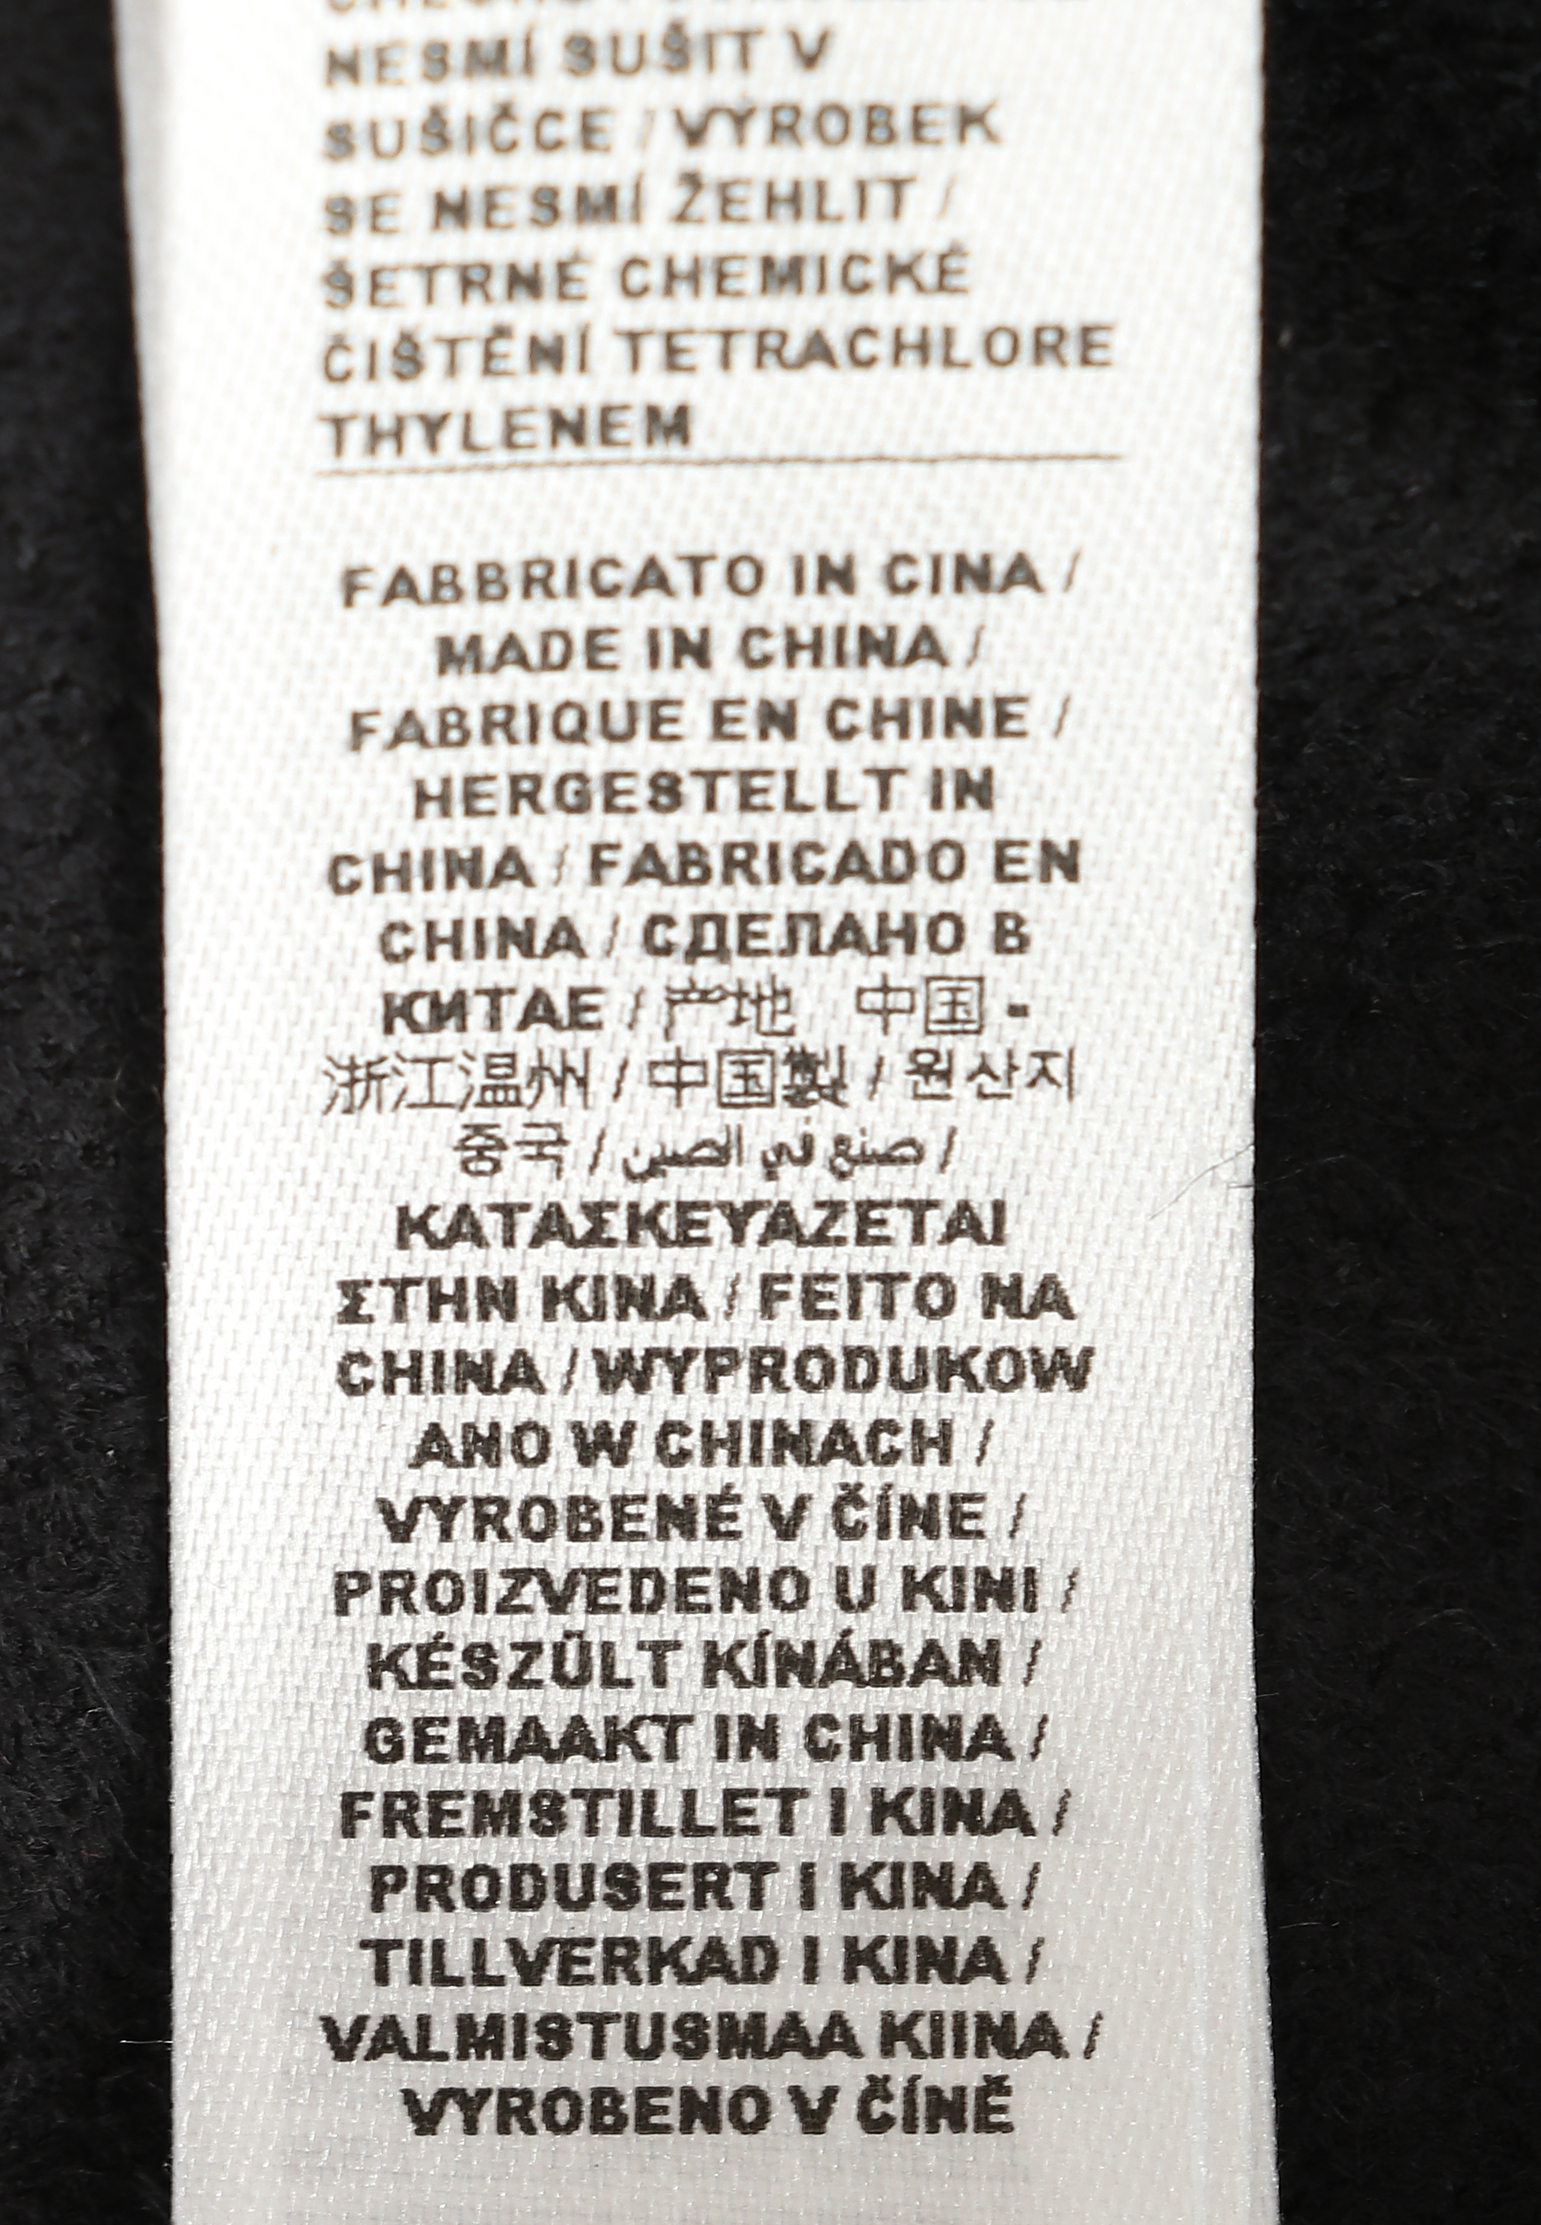 NESMÍ SUŠIT V
SUŠIČCE / VÝROBEK
SE NESMÍ ŽEHLIT /
ŠETRNÉ CHEMICKÉ
ČIŠTĚNÍ TETRACHLORE
THYLENEM
FABBRICATO IN CINA /
MADE IN CHINA /
FABRIQUE EN CHINE /
HERGESTELLT IN
CHINA / FABRICADO EN
CHINA / СДЕЛАНО В
КИТАЕ / 产地 中国 -
浙江温州 / 中国製 / 원산지
중국 / صنع في الصين /
ΚΑΤΑΣΚΕΥΑΖΕΤΑΙ
ΣΤΗΝ ΚΙΝΑ / FEITO NA
CHINA / WYPRODUKOW
ANO W CHINACH /
VYROBENÉ V ČÍNE /
PROIZVEDENO U KINI /
KÉSZÜLT KÍNÁBAN /
GEMAAKT IN CHINA /
FREMSTILLET I KINA /
PRODUSERT I KINA /
TILLVERKAD I KINA /
VALMISTUSMAA KIINA /
VYROBENO V ČÍNĚ